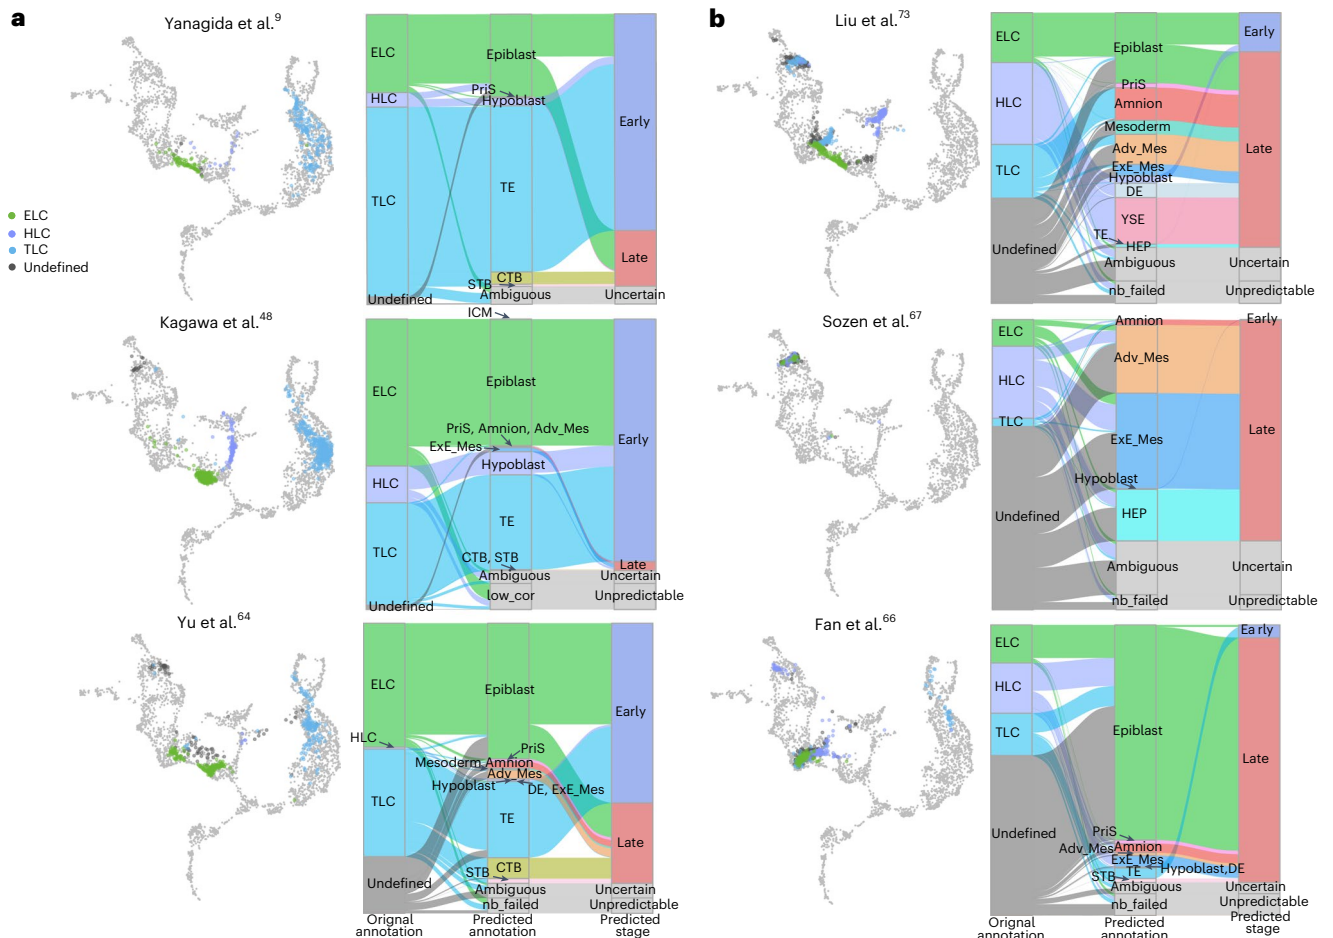 a
Yanagida et al.9
ELC
HLC
TLC
Undefined
ELC
HLC
TLC
Undefined
Epiblast
PriS
Hypoblast
TE
CTB
STB
Ambiguous
Early
Late
Uncertain
Kagawa et al.48
ELC
HLC
TLC
Undefined
ICM
Epiblast
PriS, Amnion, Adv_Mes
ExE_Mes
Hypoblast
TE
CTB, STB
Ambiguous
low_cor
Early
Late
Uncertain
Unpredictable
Yu et al.64
ELC
HLC
TLC
Undefined
Epiblast
PriS
Mesoderm
Amnion
Adv_Mes
Hypoblast
DE, ExE_Mes
TE
CTB
STB
Ambiguous
nb_failed
Early
Late
Uncertain
Unpredictable
Orignal
annotation
Predicted
annotation
Predicted
stage
b
Liu et al.73
ELC
HLC
TLC
Undefined
Epiblast
PriS
Amnion
Mesoderm
Adv_Mes
ExE_Mes
Hypoblast
DE
YSE
TE
HEP
Ambiguous
nb_failed
Early
Late
Uncertain
Unpredictable
Sozen et al.67
ELC
HLC
TLC
Undefined
Amnion
Adv_Mes
ExE_Mes
Hypoblast
HEP
Ambiguous
nb_failed
Early
Late
Uncertain
Unpredictable
Fan et al.66
ELC
HLC
TLC
Undefined
Epiblast
PriS
Amnion
Adv_Mes
ExE_Mes
Hypoblast,DE
TE
STB
Ambiguous
nb_failed
Ea rly
Late
Uncertain
Unpredictable
Orignal
annotation
Predicted
annotation
Predicted
stage